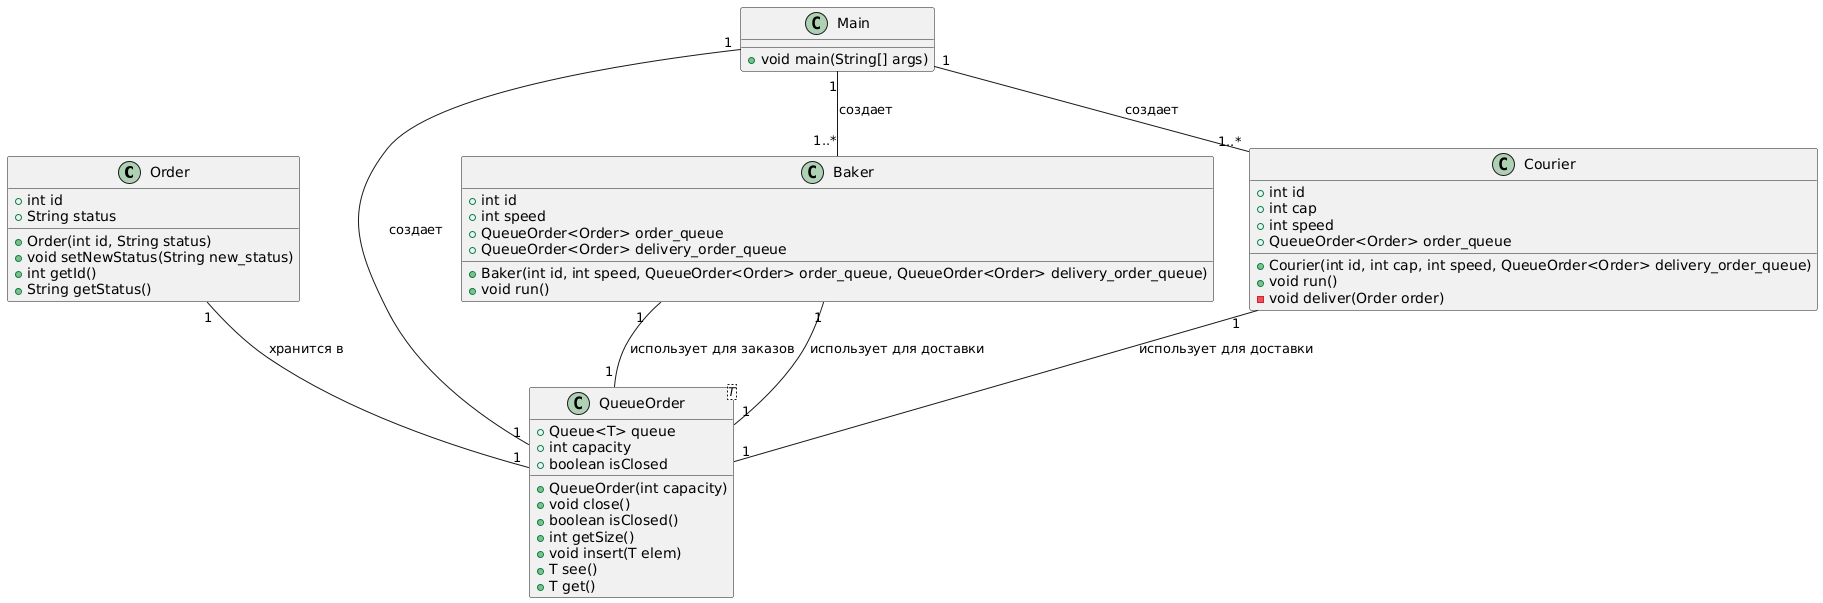 C Main
void main(String[] args)
1
1
1
создает
создает
1..*
1..*
C Order
int id
String status
Order(int id, String status)
void setNewStatus(String new_status)
int getId()
String getStatus()
создает
C Baker
int id
int speed
QueueOrder<Order> order_queue
QueueOrder<Order> delivery_order_queue
Baker(int id, int speed, QueueOrder<Order> order_queue, QueueOrder<Order> delivery_order_queue)
void run()
C Courier
int id
int cap
int speed
QueueOrder<Order> order_queue
Courier(int id, int cap, int speed, QueueOrder<Order> delivery_order_queue)
void run()
void deliver(Order order)
1
1
1
1
хранится в
использует для заказов
использует для доставки
использует для доставки
1
1
1
1
1
C QueueOrder T
Queue<T> queue
int capacity
boolean isClosed
QueueOrder(int capacity)
void close()
boolean isClosed()
int getSize()
void insert(T elem)
T see()
T get()